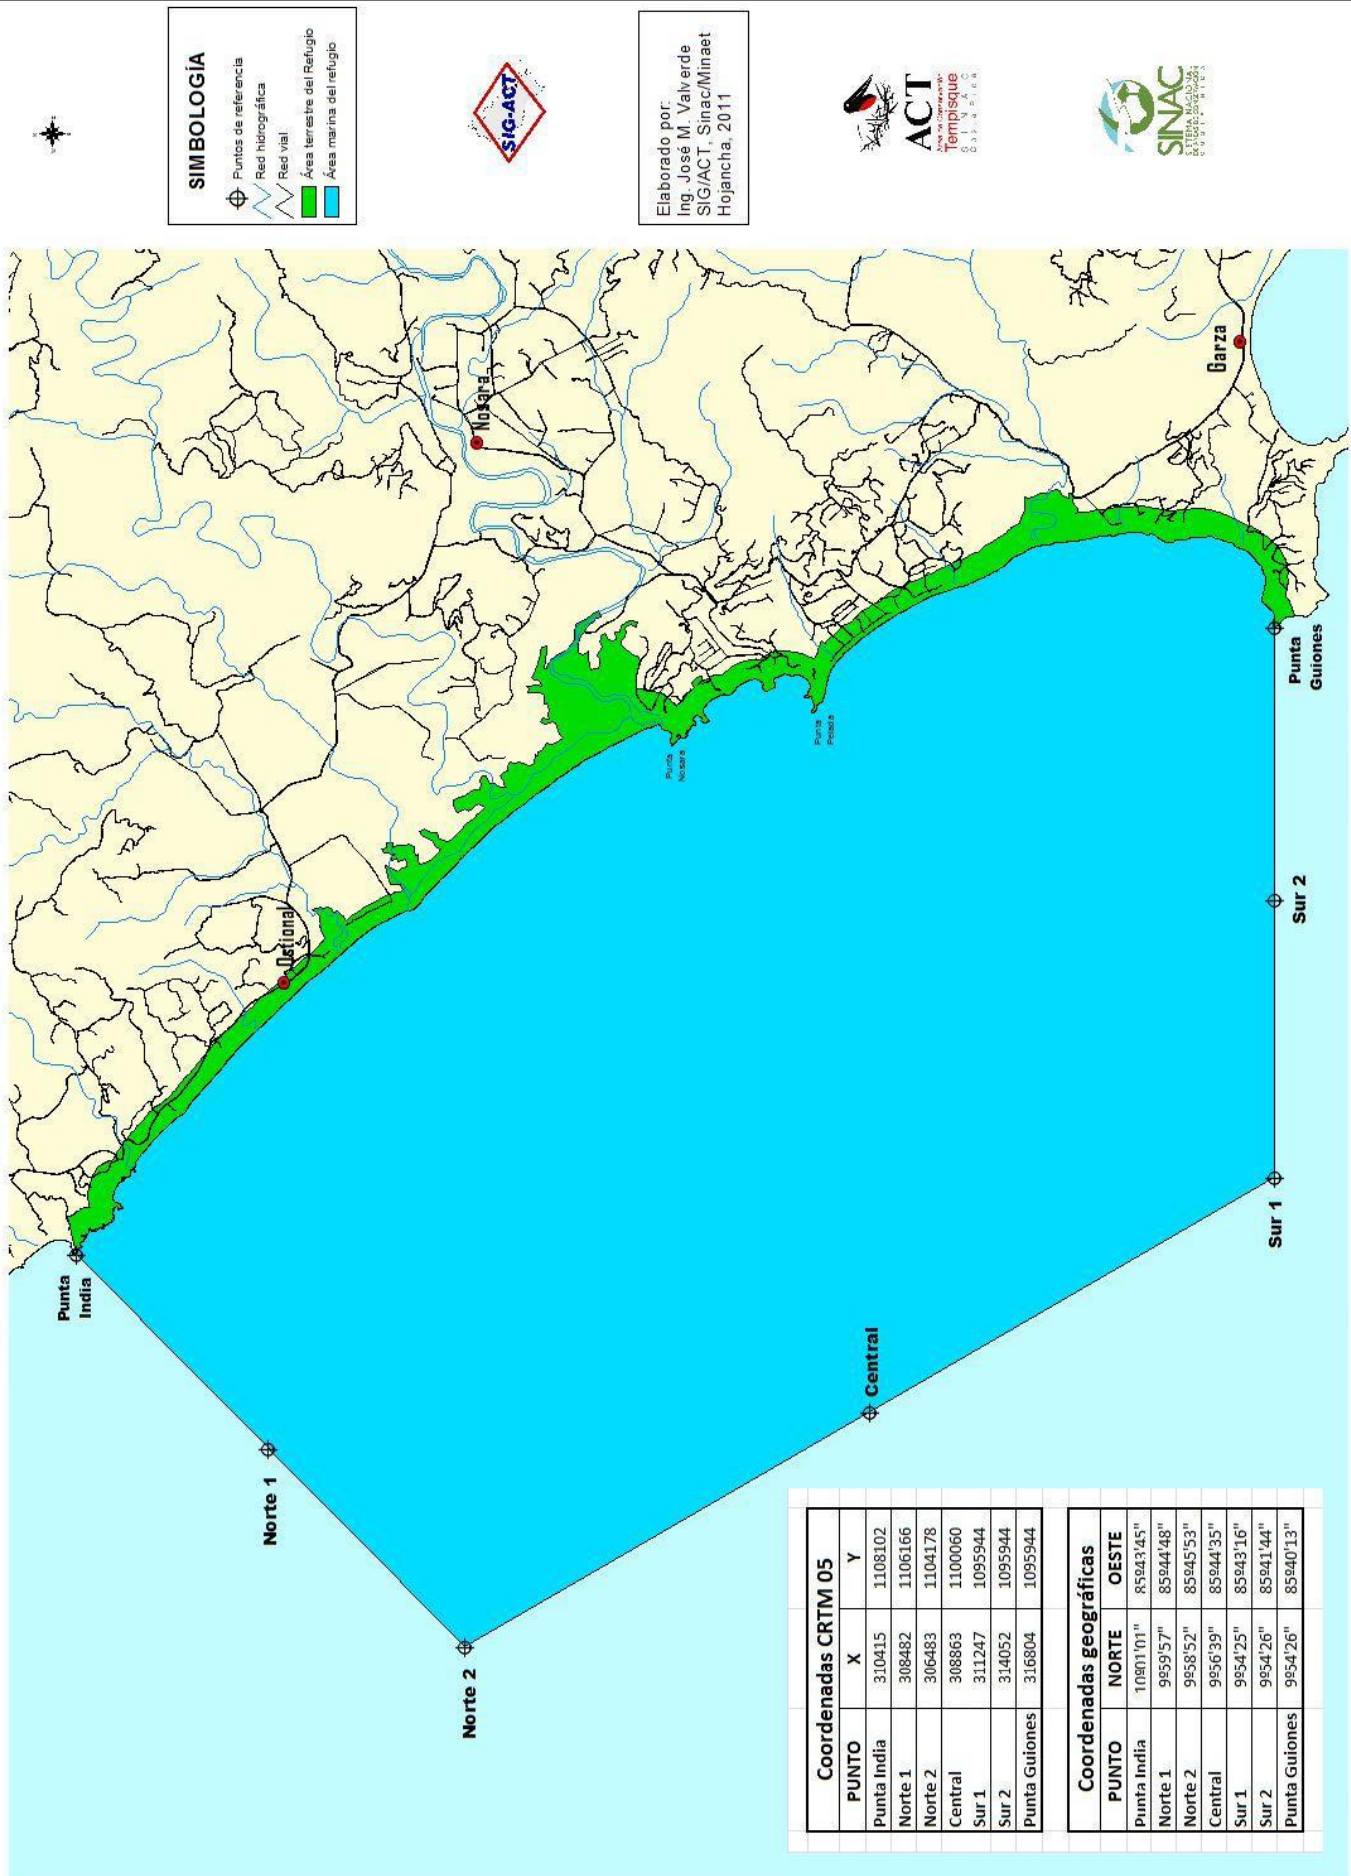 SIMBOLOGÍA
Puntos de referencia
Red hidrográfica
Red vial
Área terrestre del Refugio
Área marina del refugio
SIG-ACT
Elaborado por:
Ing. José M. Valverde
SIG/ACT, Sinac/Minaet
Hojancha, 2011
ACT
Tempisque
SINAC
SINAC
Punta
India
Norte 1
Norte 2
Central
Sur 1
Sur 2
Punta
Guiones
Ostional
Nosara
Garza
Punta
Nosara
Punta
Pelada
Coordenadas CRTM 05
PUNTO X Y
Punta India 310415 1108102
Norte 1 308482 1106166
Norte 2 306483 1104178
Central 308863 1100060
Sur 1 311247 1095944
Sur 2 314052 1095944
Punta Guiones 316804 1095944
Coordenadas geográficas
PUNTO NORTE OESTE
Punta India 10º01'01" 85º43'45"
Norte 1 9º59'57" 85º44'48"
Norte 2 9º58'52" 85º45'53"
Central 9º56'39" 85º44'35"
Sur 1 9º54'25" 85º43'16"
Sur 2 9º54'26" 85º41'44"
Punta Guiones 9º54'26" 85º40'13"